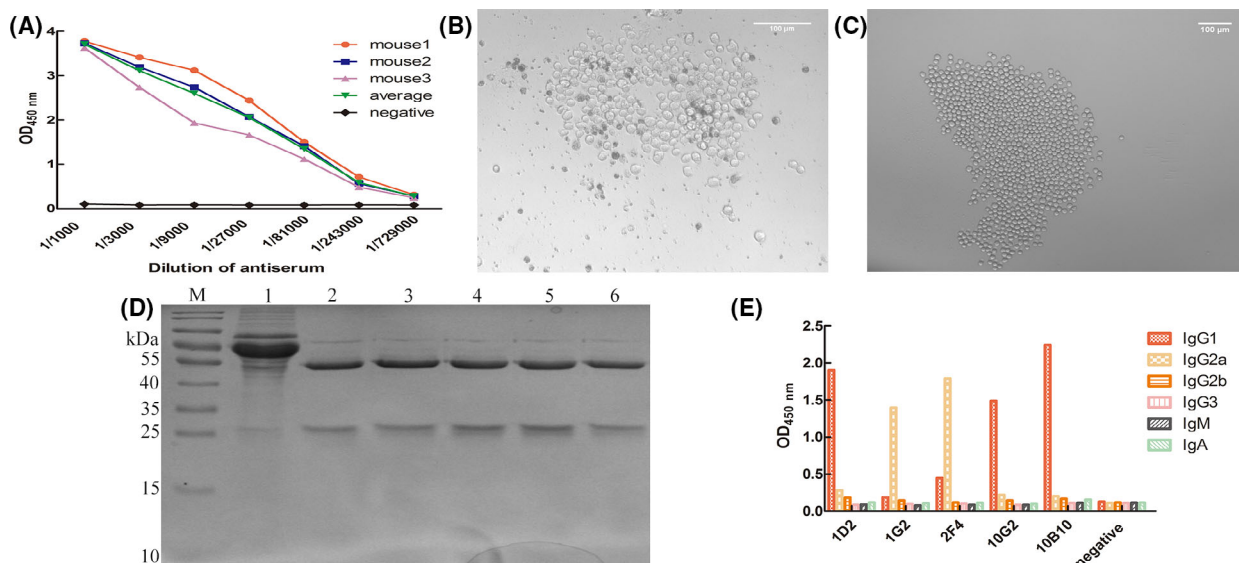 (A)
4
3
2
1
0
OD450 nm
mouse1
mouse2
mouse3
average
negative
1/1000
1/3000
1/9000
1/27000
1/81000
1/243000
1/729000
Dilution of antiserum
(B)
100 µm
(C)
100 µm
(D)
M 1 2 3 4 5 6
kDa
55
40
35
25
15
10
(E)
2.5
2.0
1.5
1.0
0.5
0.0
OD450 nm
1D2
1G2
2F4
10G2
10B10
negative
IgG1
IgG2a
IgG2b
IgG3
IgM
IgA